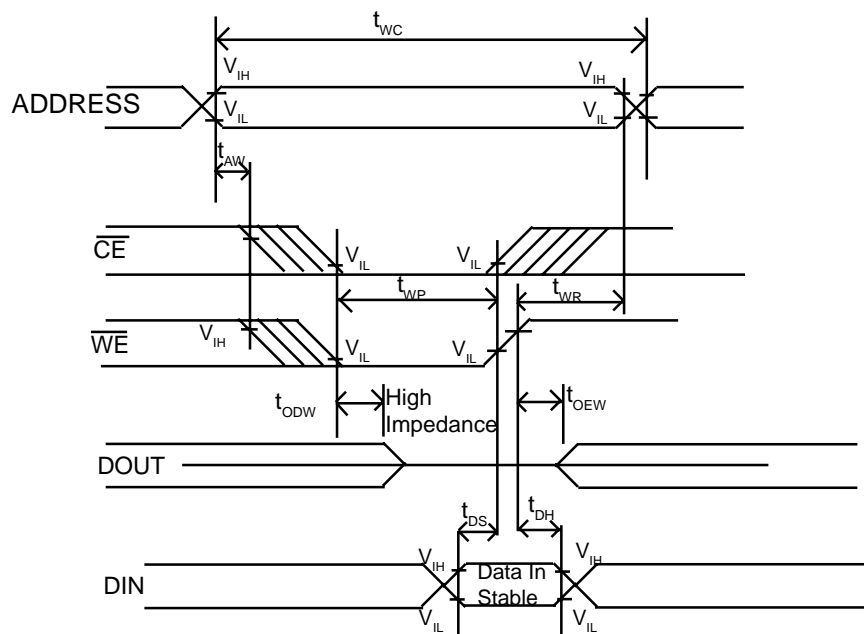 tWC
VIH
VIH
ADDRESS
VIL
VIL
tAW
CE
VIL
VIL
tWP
tWR
WE
VIH
VIL
VIL
tODW
High
Impedance
tOEW
DOUT
tDS
tDH
VIH
VIH
DIN
Data In
Stable
VIL
VIL